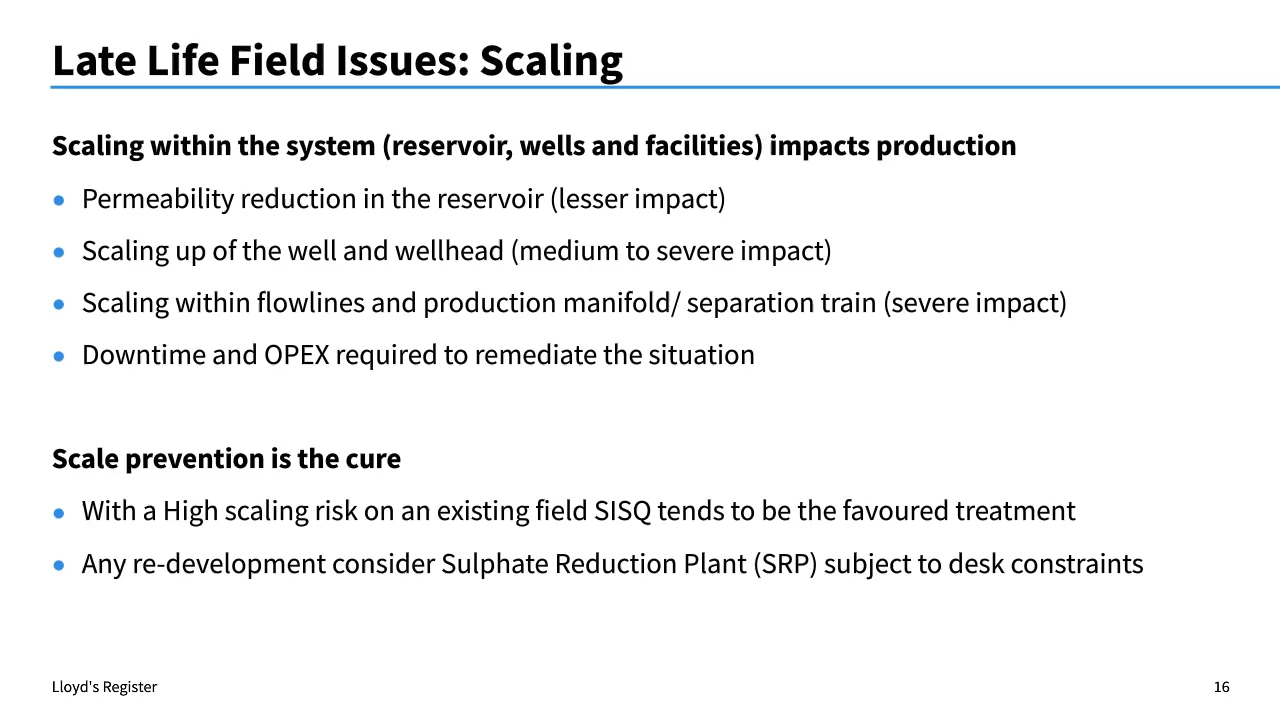 Late Life Field Issues: Scaling
Scaling within the system (reservoir, wells and facilities) impacts production
• Permeability reduction in the reservoir (lesser impact)
• Scaling up of the well and wellhead (medium to severe impact)
• Scaling within flowlines and production manifold/ separation train (severe impact)
• Downtime and OPEX required to remediate the situation
Scale prevention is the cure
• With a High scaling risk on an existing field SISQ tends to be the favoured treatment
• Any re-development consider Sulphate Reduction Plant (SRP) subject to desk constraints
Lloyd's Register
16